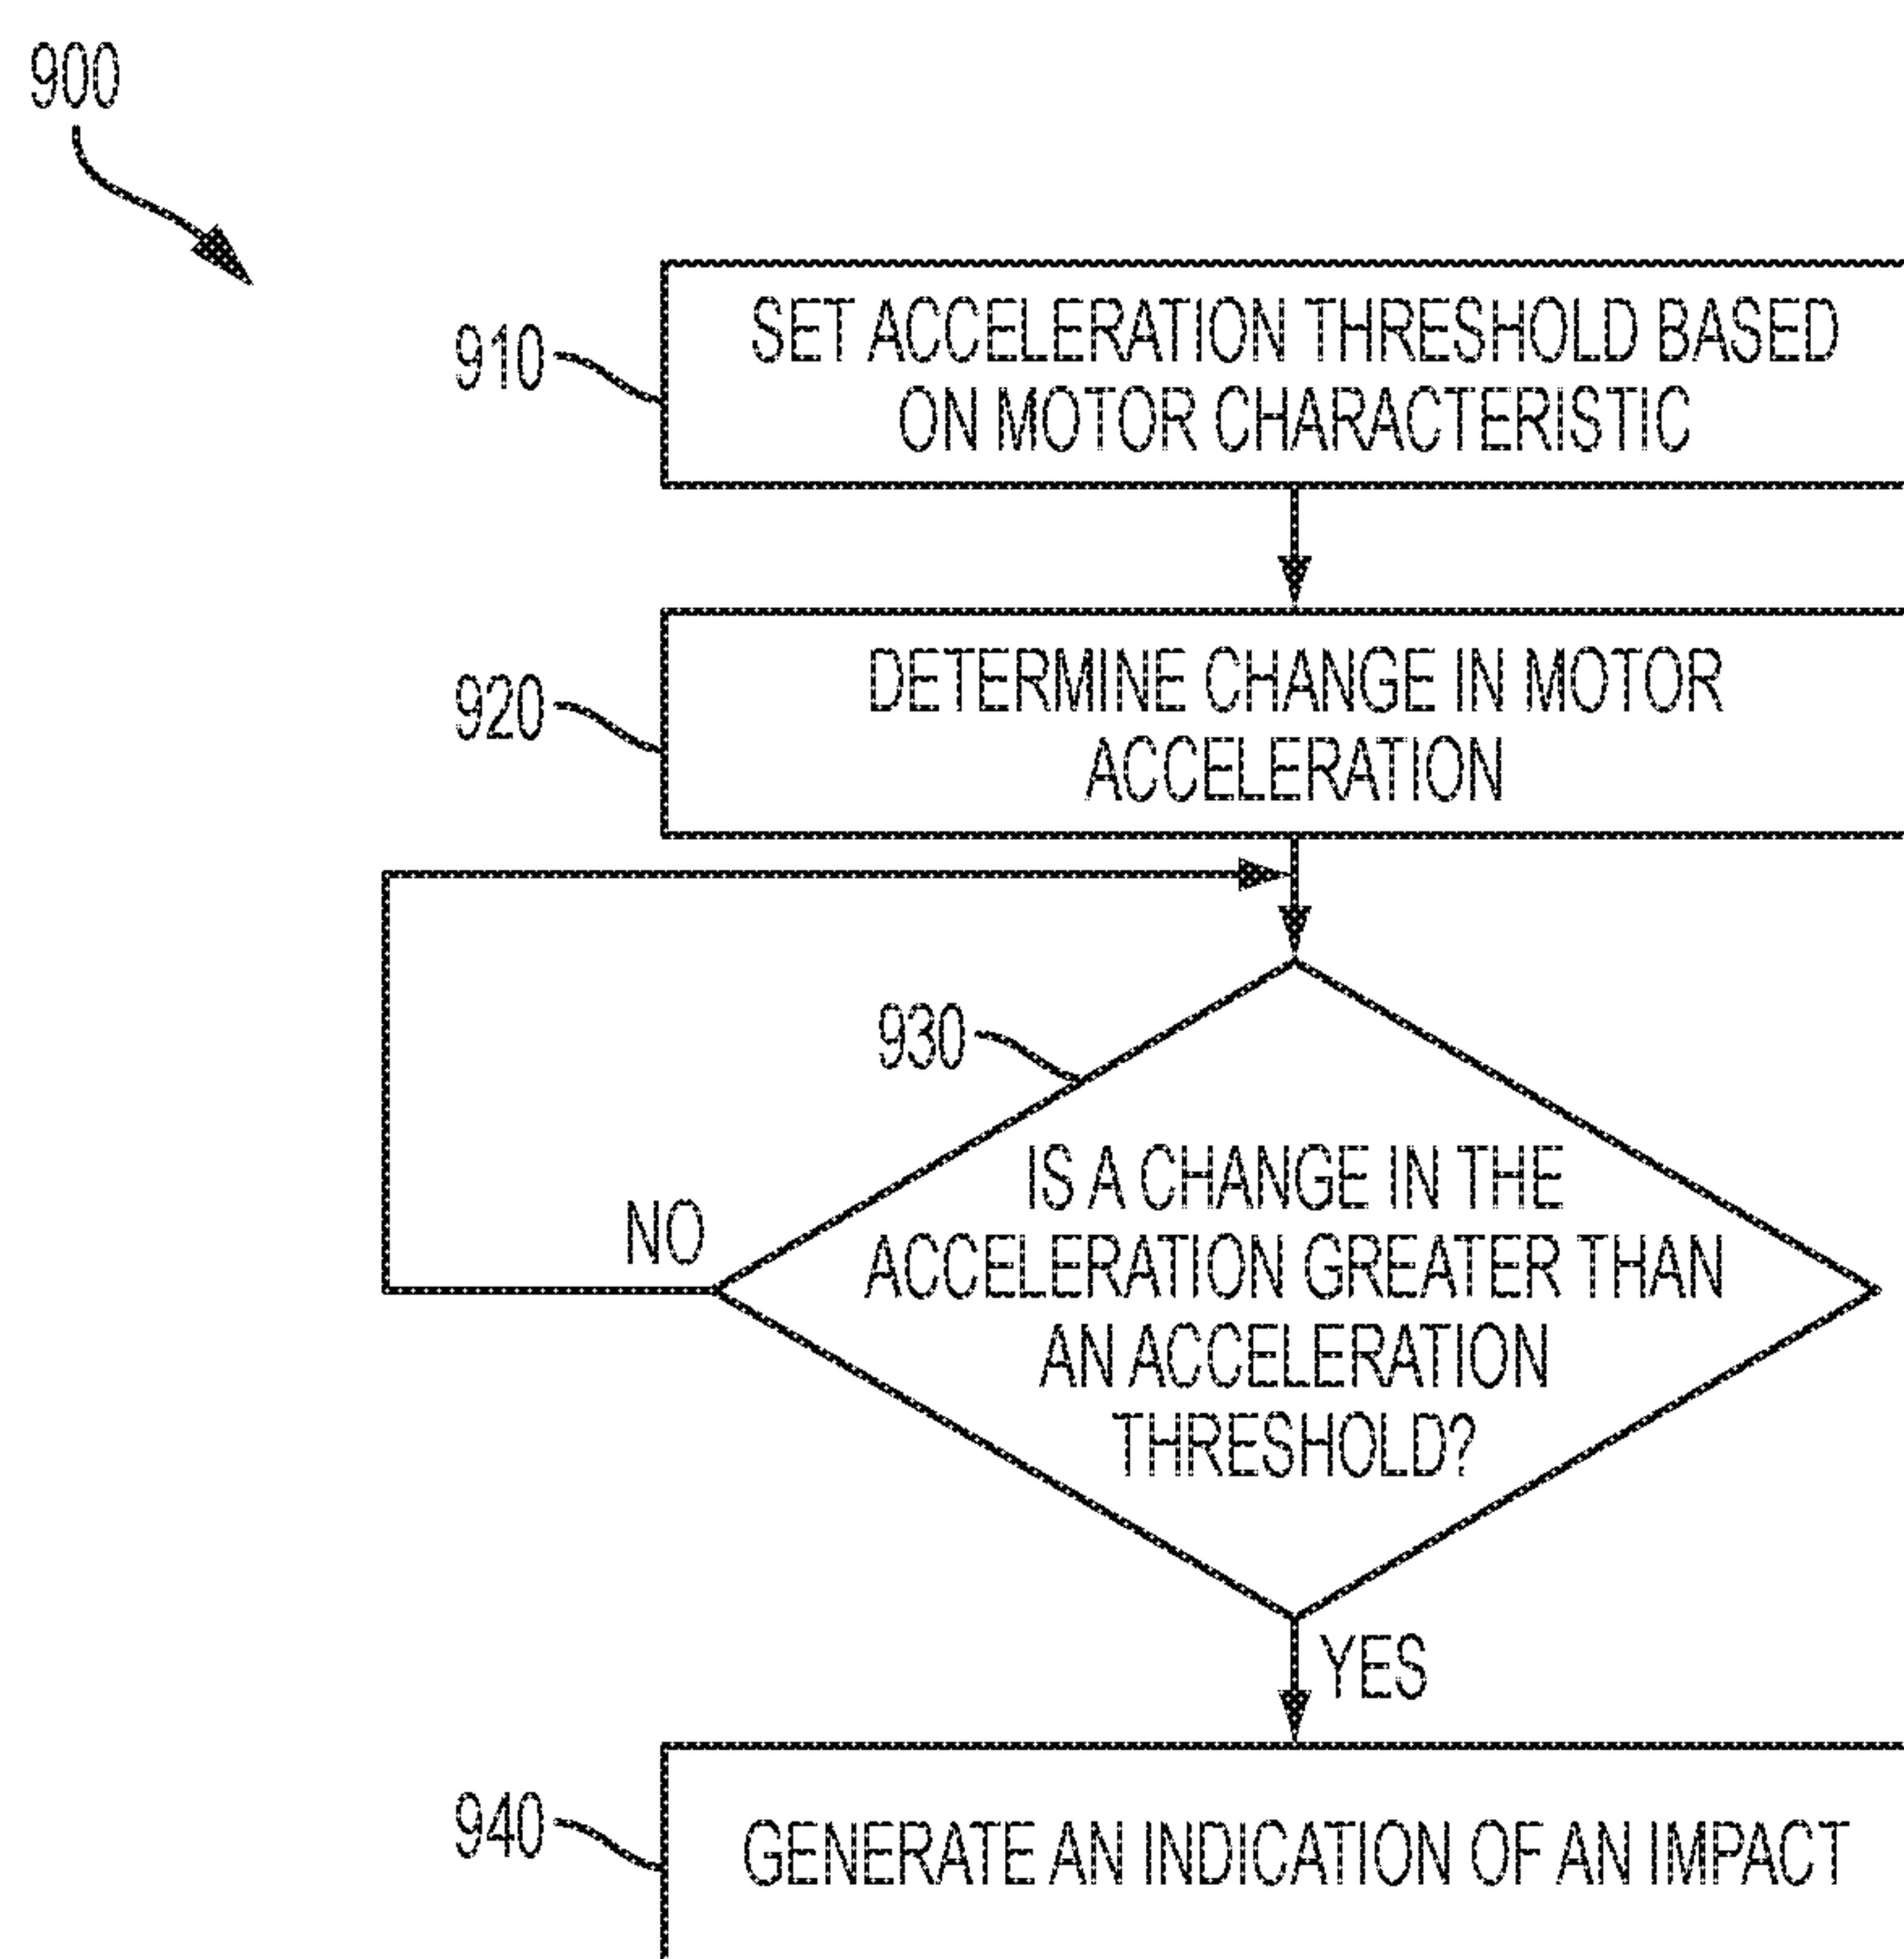 900
910
SET ACCELERATION THRESHOLD BASED
ON MOTOR CHARACTERISTIC
920
DETERMINE CHANGE IN MOTOR
ACCELERATION
930
IS A CHANGE IN THE
ACCELERATION GREATER THAN
AN ACCELERATION
THRESHOLD?
NO
YES
940
GENERATE AN INDICATION OF AN IMPACT